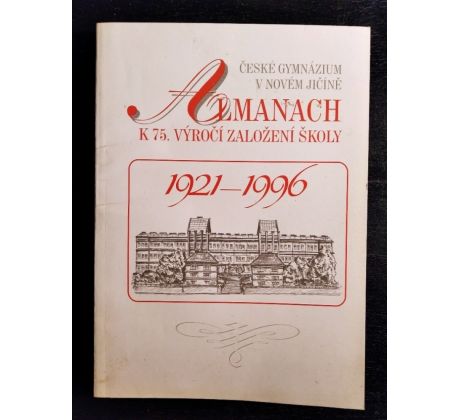 ČESKÉ GYMNÁZIUM
V NOVÉM JIČÍNĚ
ALMANACH
K 75. VÝROČÍ ZALOŽENÍ ŠKOLY
1921–1996